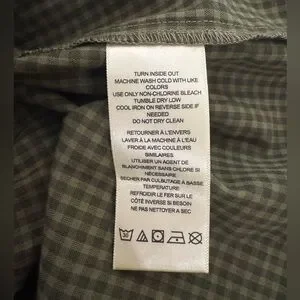 TURN INSIDE OUT
MACHINE WASH COLD WITH LIKE
COLORS
USE ONLY NON-CHLORINE BLEACH
TUMBLE DRY LOW
COOL IRON ON REVERSE SIDE IF
NEEDED
DO NOT DRY CLEAN
RETOURNER À L'ENVERS
LAVER À LA MACHINE À L'EAU
FROIDE AVEC COULEURS
SIMILAIRES
UTILISER UN AGENT DE
BLANCHIMENT SANS CHLORE SI
NÉCESSAIRE
SÉCHER PAR CULBUTAGE À BASSE
TEMPÉRATURE
REFROIDIR LE FER SUR LE
CÔTÉ INVERSE SI BESOIN
NE PAS NETTOYER A SEC
30